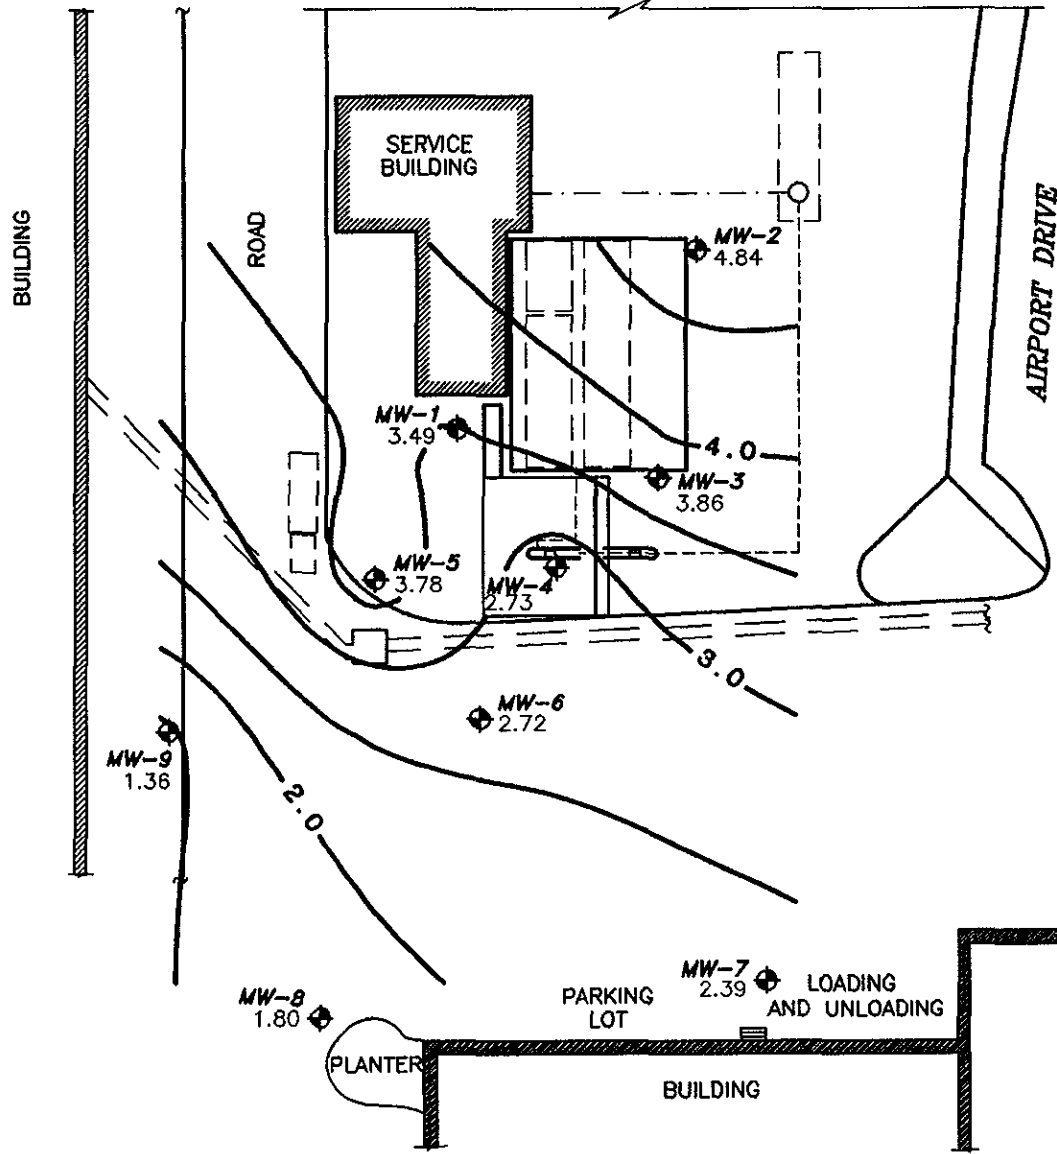 SERVICE
BUILDING
BUILDING
ROAD
AIRPORT DRIVE
MW-2
4.84
MW-1
3.49
4.0
MW-3
3.86
MW-5
3.78
MW-4
2.73
3.0
MW-6
2.72
MW-9
1.36
2.0
MW-7
2.39
LOADING
AND UNLOADING
PARKING
LOT
MW-8
1.80
PLANTER
BUILDING